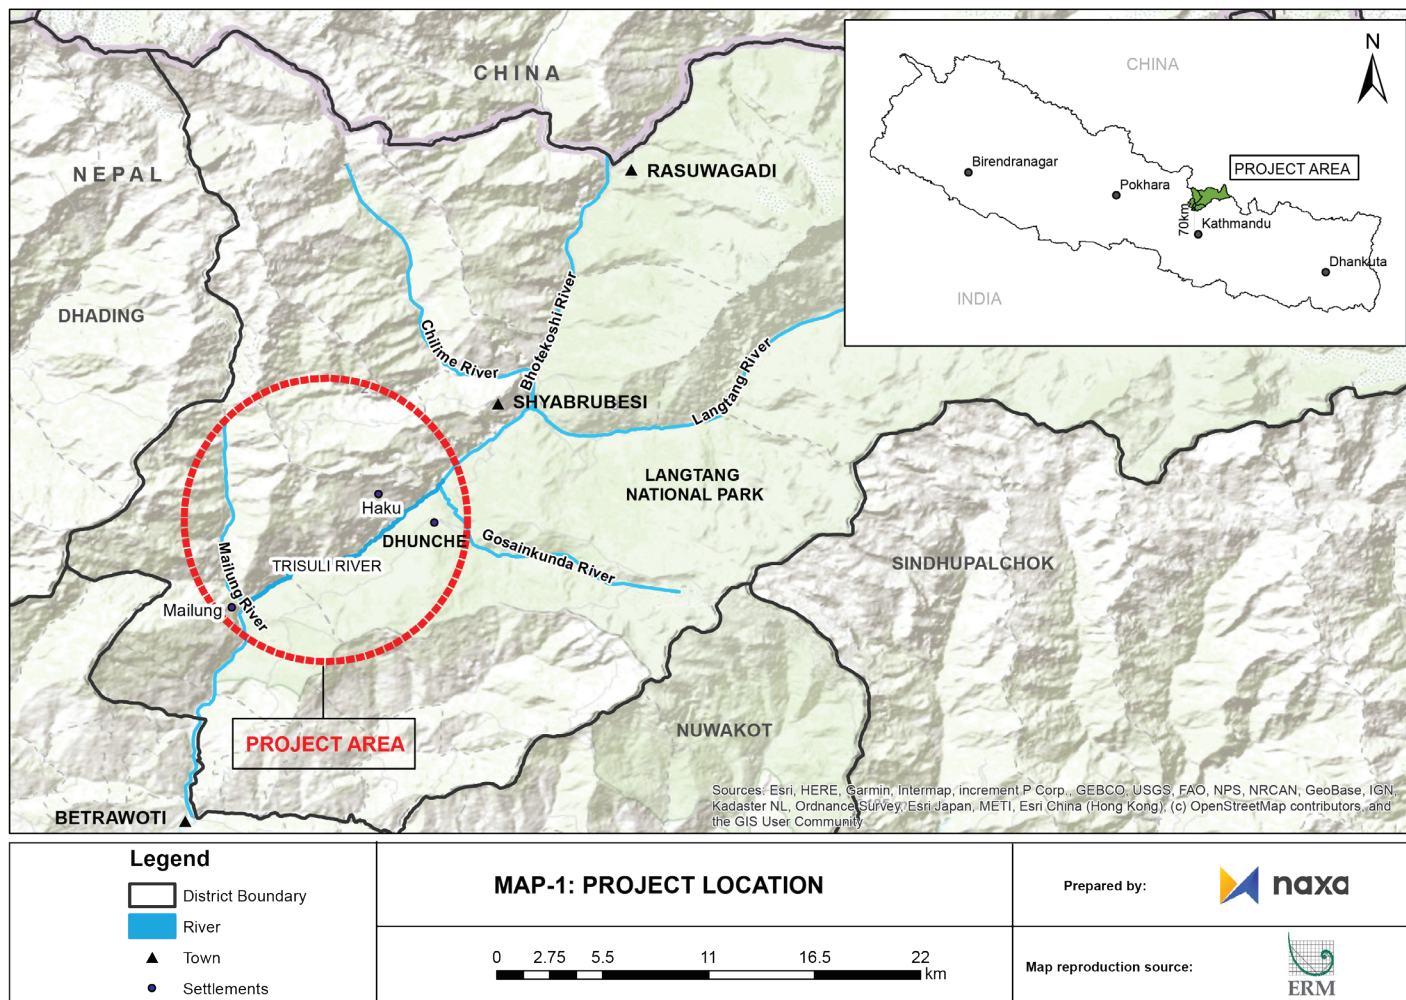 CHINA
NEPAL
RASUWAGADI
DHADING
Chilime River
Bhotekoshi River
Langtang River
SHYABRUBESI
LANGTANG
NATIONAL PARK
Haku
DHUNCHE
Gosainkunda River
TRISULI RIVER
Mailung River
Mailung
SINDHUPALCHOK
NUWAKOT
PROJECT AREA
BETRAWOTI
N
CHINA
Birendranagar
Pokhara
PROJECT AREA
70km
Kathmandu
Dhankuta
INDIA
Sources: Esri, HERE, Garmin, Intermap, increment P Corp., GEBCO, USGS, FAO, NPS, NRCAN, GeoBase, IGN,
Kadaster NL, Ordnance Survey, Esri Japan, METI, Esri China (Hong Kong), (c) OpenStreetMap contributors, and
the GIS User Community
Legend
District Boundary
River
Town
Settlements
MAP-1: PROJECT LOCATION
0 2.75 5.5 11 16.5 22
km
Prepared by:
naxa
Map reproduction source:
ERM